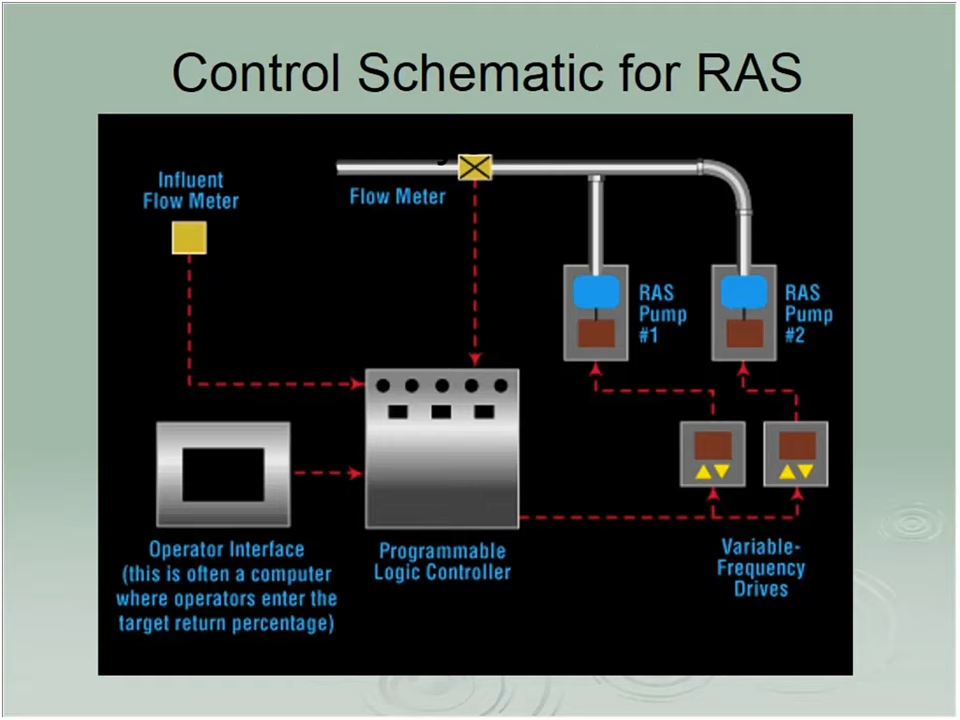 Control Schematic for RAS
Influent
Flow Meter
Flow Meter
RAS
Pump
#1
RAS
Pump
#2
Operator Interface
(this is often a computer
where operators enter the
target return percentage)
Programmable
Logic Controller
Variable-
Frequency
Drives